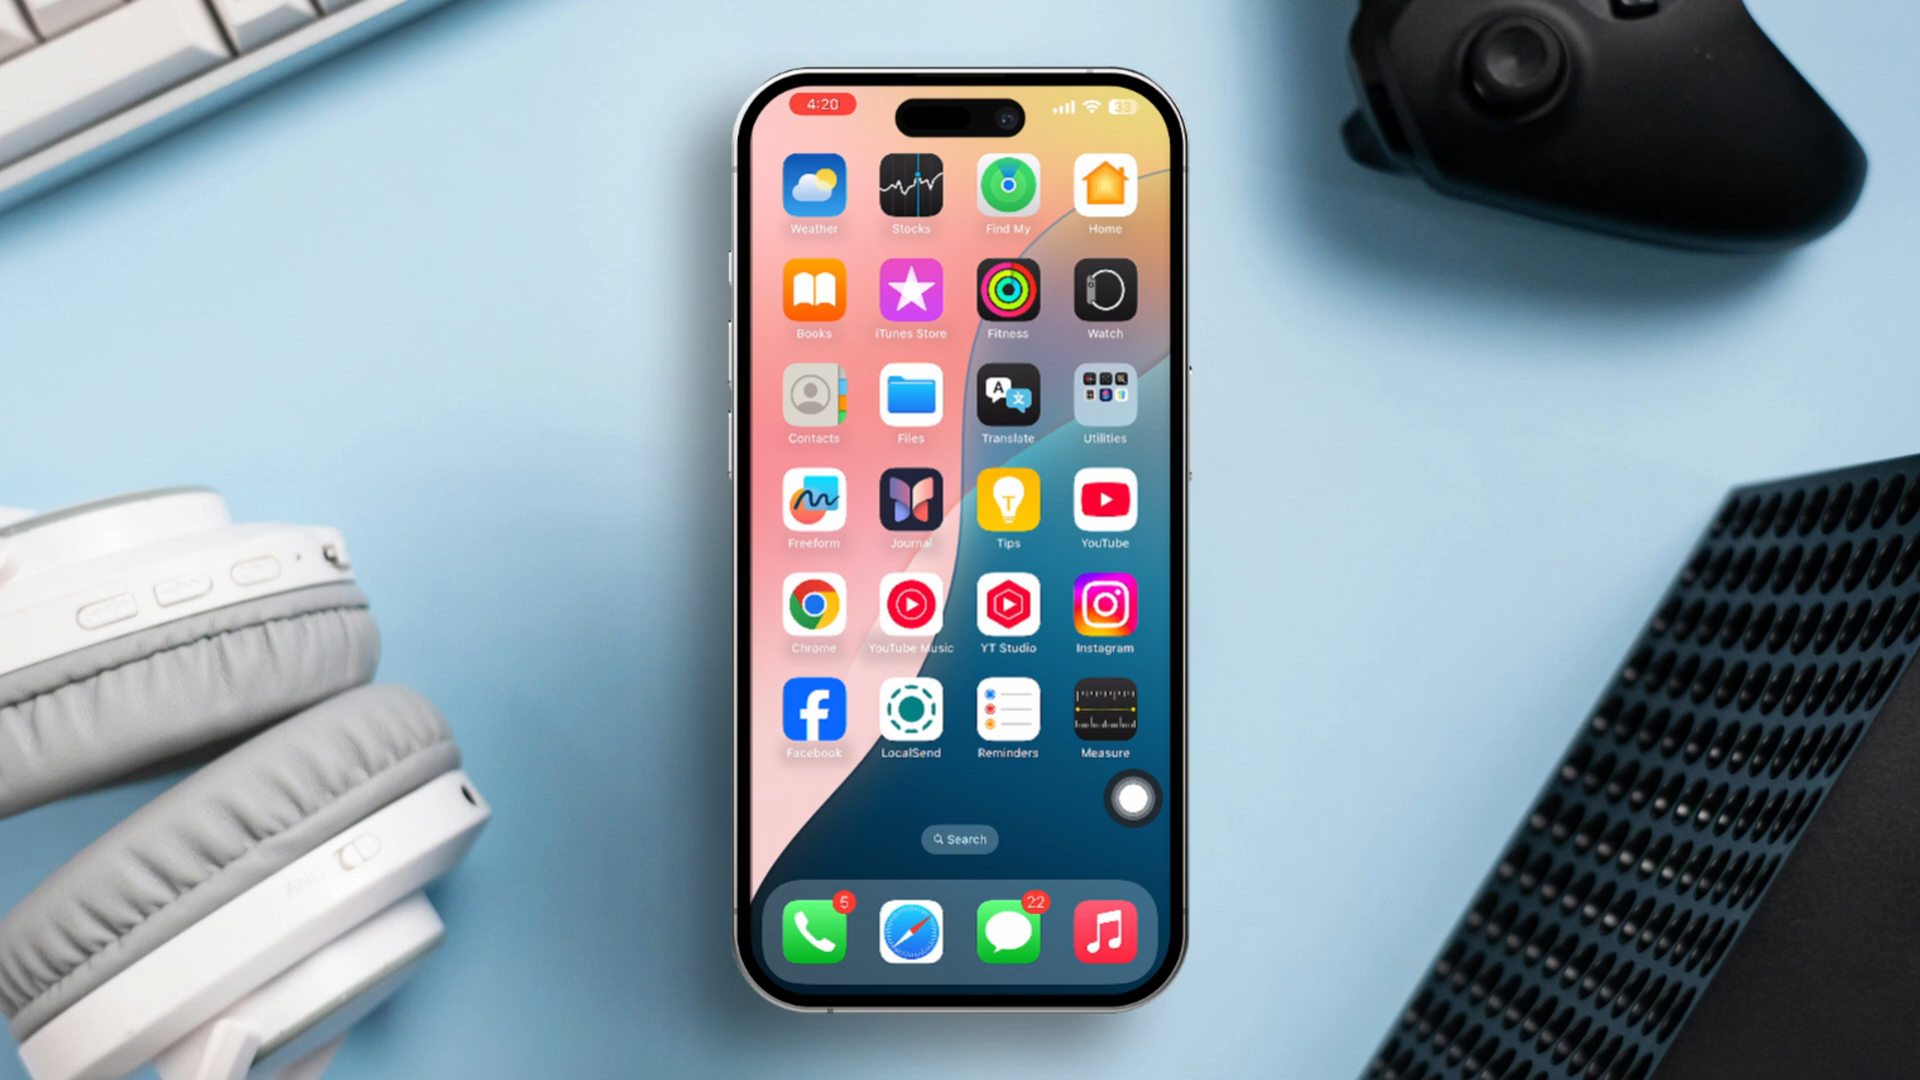 4:20
33
Weather Stocks Find My Home
Books iTunes Store Fitness Watch
Contacts Files Translate Utilities
Freeform Journal Tips YouTube
Chrome YouTube Music YT Studio Instagram
Facebook LocalSend Reminders Measure
Search
5 22